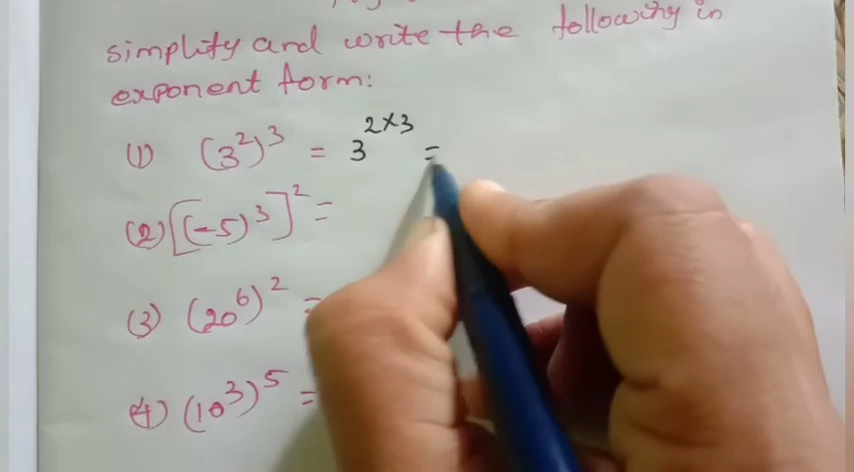 simplify and write the following in
exponent form:
(1) (3²)³ = 3^2×3 =
(2) [(-5)³]² =
(3) (20⁶)² =
4) (10³)⁵ =